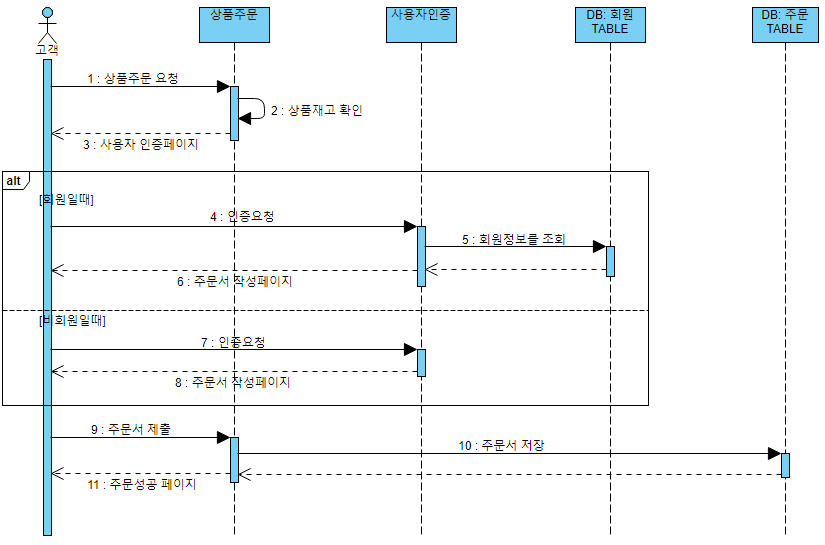 상품주문
사용자인증
DB: 회원
TABLE
DB: 주문
TABLE
고객
1 : 상품주문 요청
2 : 상품재고 확인
3 : 사용자 인증페이지
alt
[회원일때]
4 : 인증요청
5 : 회원정보를 조회
6 : 주문서 작성페이지
[비회원일때]
7 : 인증요청
8 : 주문서 작성페이지
9 : 주문서 제출
10 : 주문서 저장
11 : 주문성공 페이지